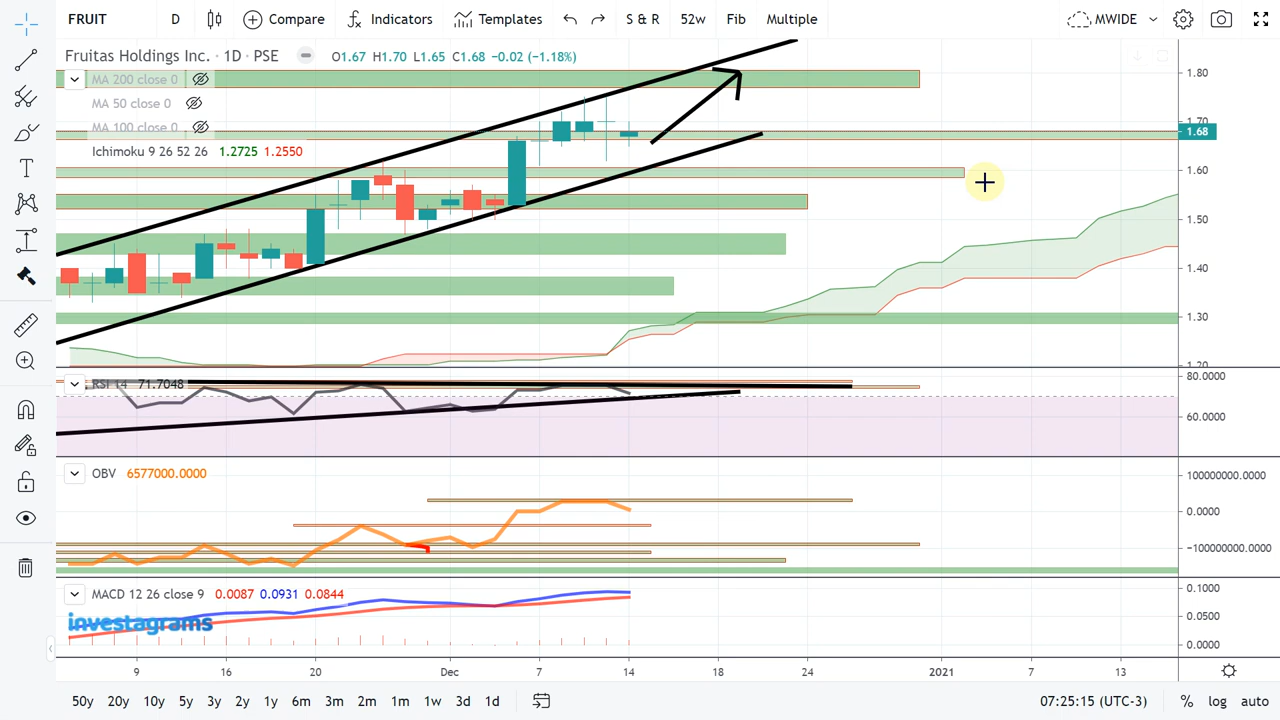 FRUIT D Compare Indicators Templates S & R 52w Fib Multiple MWIDE
Fruitas Holdings Inc. · 1D · PSE O1.67 H1.70 L1.65 C1.68 −0.02 (−1.18%)
MA 200 close 0
MA 50 close 0
MA 100 close 0
Ichimoku 9 26 52 26 1.2725 1.2550
1.80
1.70
1.68
1.60
1.50
1.40
1.30
1.20
RSI 14 71.7048
80.0000
60.0000
OBV 6577000.0000
100000000.0000
0.0000
−100000000.0000
MACD 12 26 close 9 0.0087 0.0931 0.0844
0.1000
0.0500
0.0000
investagrams
9 16 20 Dec 7 14 18 24 2021 7 13
50y 20y 10y 5y 3y 2y 1y 6m 3m 2m 1m 1w 3d 1d 07:25:15 (UTC-3) % log auto